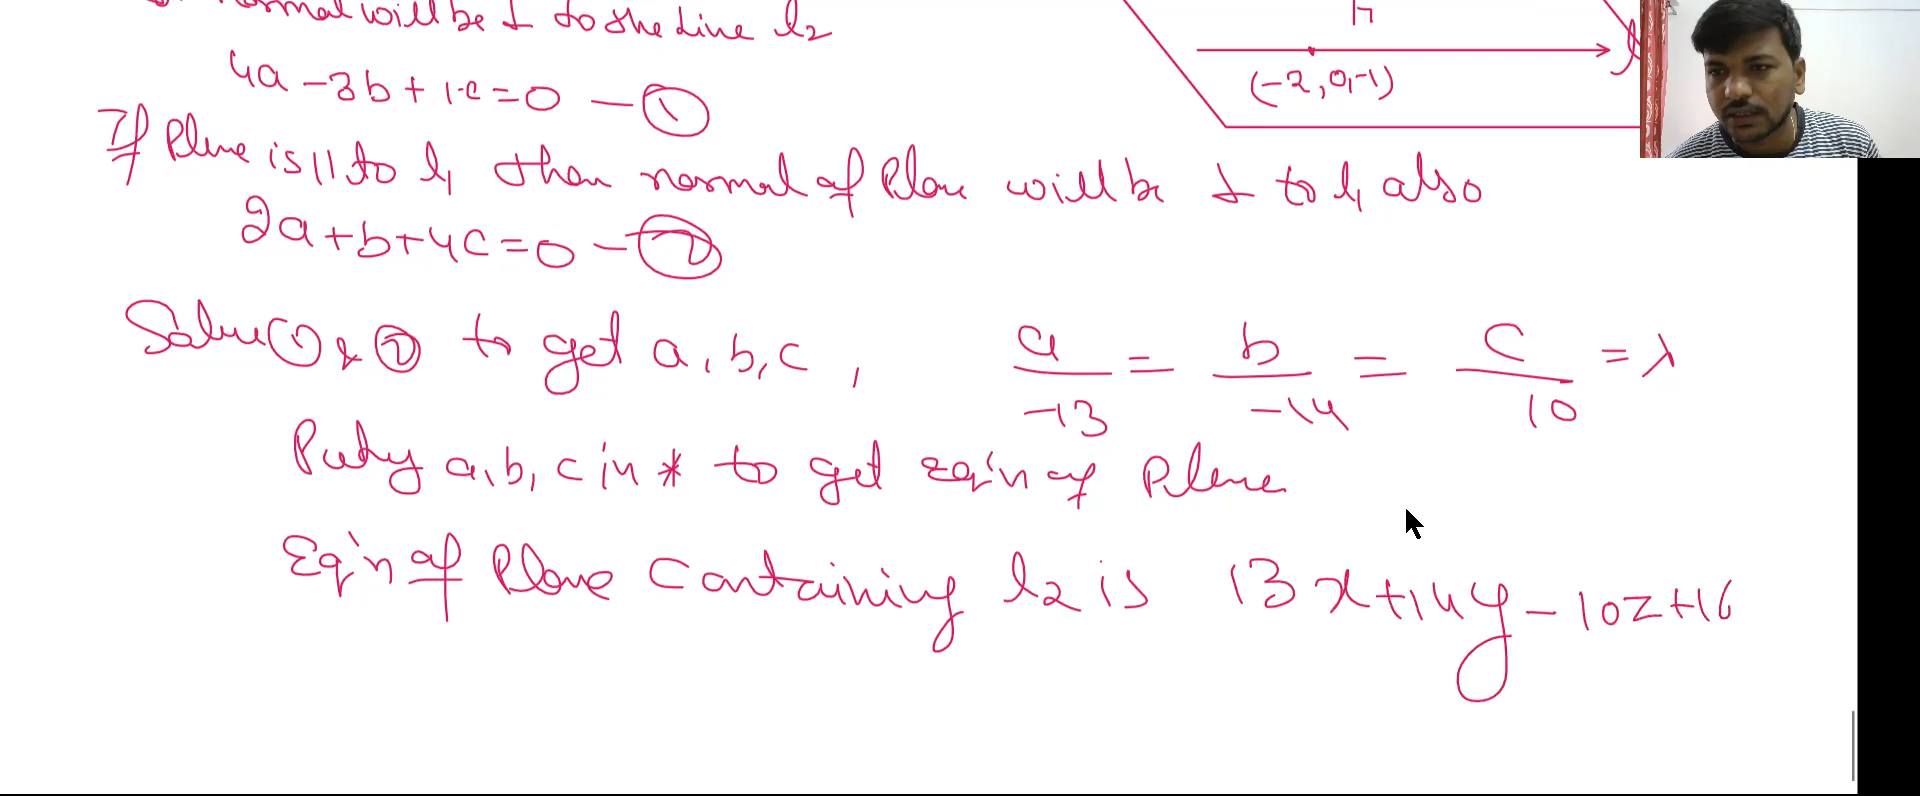 normal will be ⊥ to the Line l2
4a - 3b + 1·c = 0 — ①
(-2, 0, -1)
If Plane is || to l1 then normal of Plane will be ⊥ to l1 also
2a + b + 4c = 0 — ②
Solve ① & ② to get a, b, c, a/-13 = b/-14 = c/10 = λ
Puting a, b, c in * to get eq'n of Plane
Eq'n of Plane Containing l2 is 13x + 14y - 10z + 16